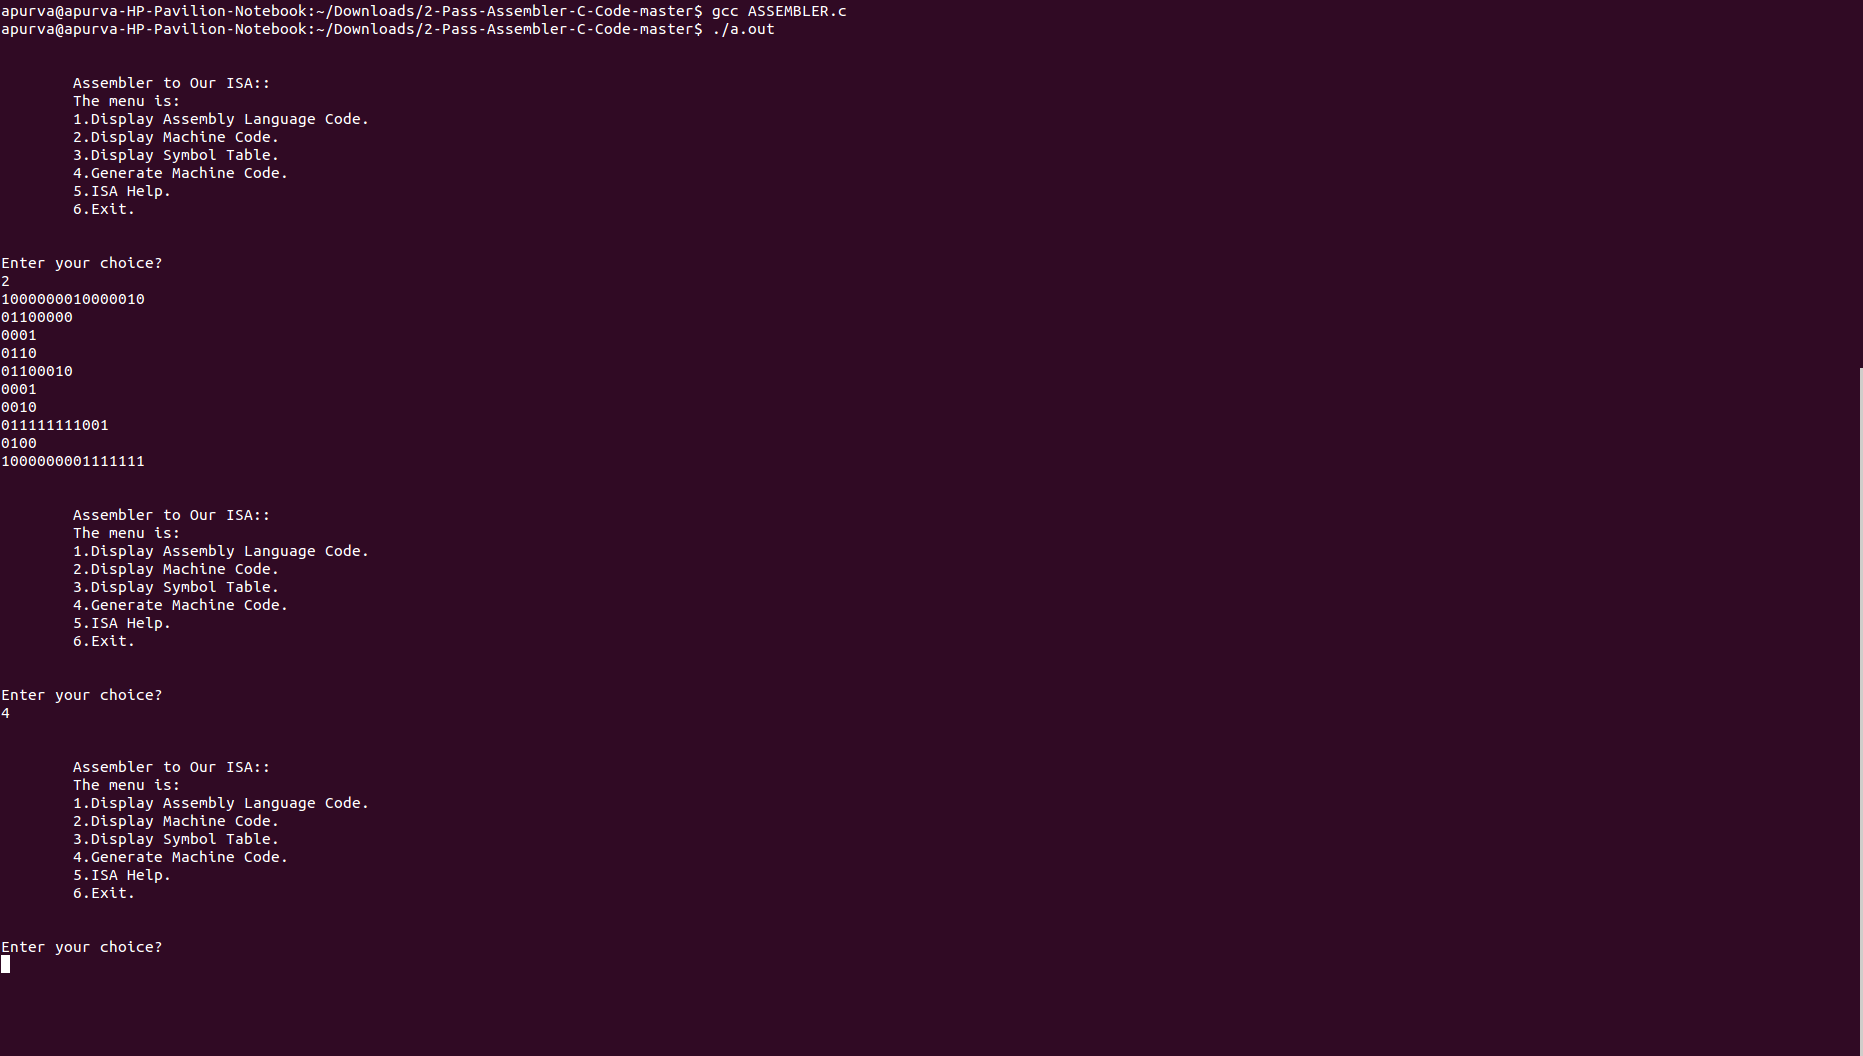 apurva@apurva-HP-Pavilion-Notebook:~/Downloads/2-Pass-Assembler-C-Code-master$ gcc ASSEMBLER.c
apurva@apurva-HP-Pavilion-Notebook:~/Downloads/2-Pass-Assembler-C-Code-master$ ./a.out
Assembler to Our ISA::
The menu is:
1.Display Assembly Language Code.
2.Display Machine Code.
3.Display Symbol Table.
4.Generate Machine Code.
5.ISA Help.
6.Exit.
Enter your choice?
2
1000000010000010
01100000
0001
0110
01100010
0001
0010
011111111001
0100
1000000001111111
Assembler to Our ISA::
The menu is:
1.Display Assembly Language Code.
2.Display Machine Code.
3.Display Symbol Table.
4.Generate Machine Code.
5.ISA Help.
6.Exit.
Enter your choice?
4
Assembler to Our ISA::
The menu is:
1.Display Assembly Language Code.
2.Display Machine Code.
3.Display Symbol Table.
4.Generate Machine Code.
5.ISA Help.
6.Exit.
Enter your choice?